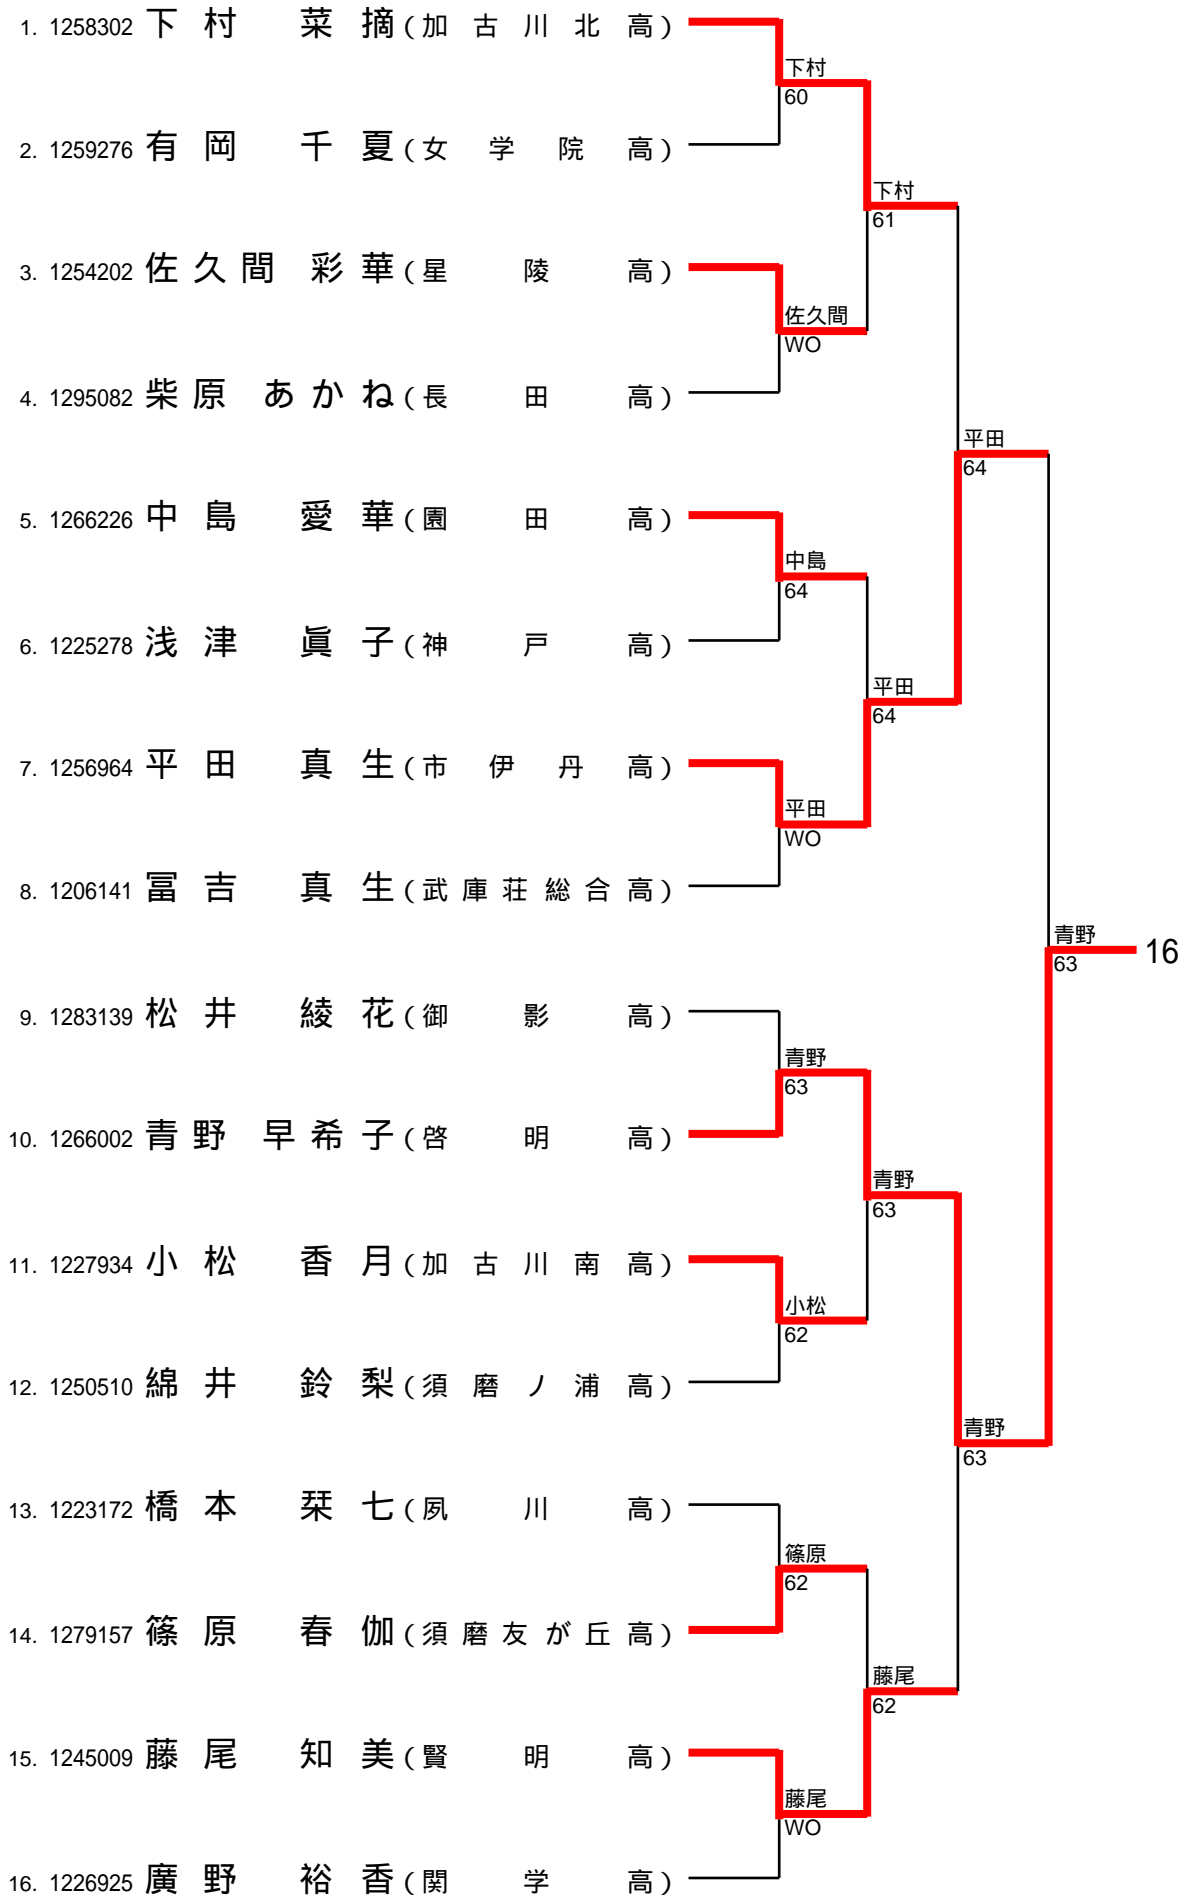 1. 1258302 下村 菜摘 (加古川北高)
下村
60
2. 1259276 有岡 千夏 (女学院高)
下村
61
3. 1254202 佐久間 彩華 (星陵高)
佐久間
WO
4. 1295082 柴原 あかね (長田高)
平田
64
5. 1266226 中島 愛華 (園田高)
中島
64
6. 1225278 浅津 眞子 (神戸高)
平田
64
7. 1256964 平田 真生 (市伊丹高)
平田
WO
8. 1206141 冨吉 真生 (武庫荘総合高)
青野
63
16
9. 1283139 松井 綾花 (御影高)
青野
63
10. 1266002 青野 早希子 (啓明高)
青野
63
11. 1227934 小松 香月 (加古川南高)
小松
62
12. 1250510 綿井 鈴梨 (須磨ノ浦高)
青野
63
13. 1223172 橋本 栞七 (夙川高)
篠原
62
14. 1279157 篠原 春伽 (須磨友が丘高)
藤尾
62
15. 1245009 藤尾 知美 (賢明高)
藤尾
WO
16. 1226925 廣野 裕香 (関学高)